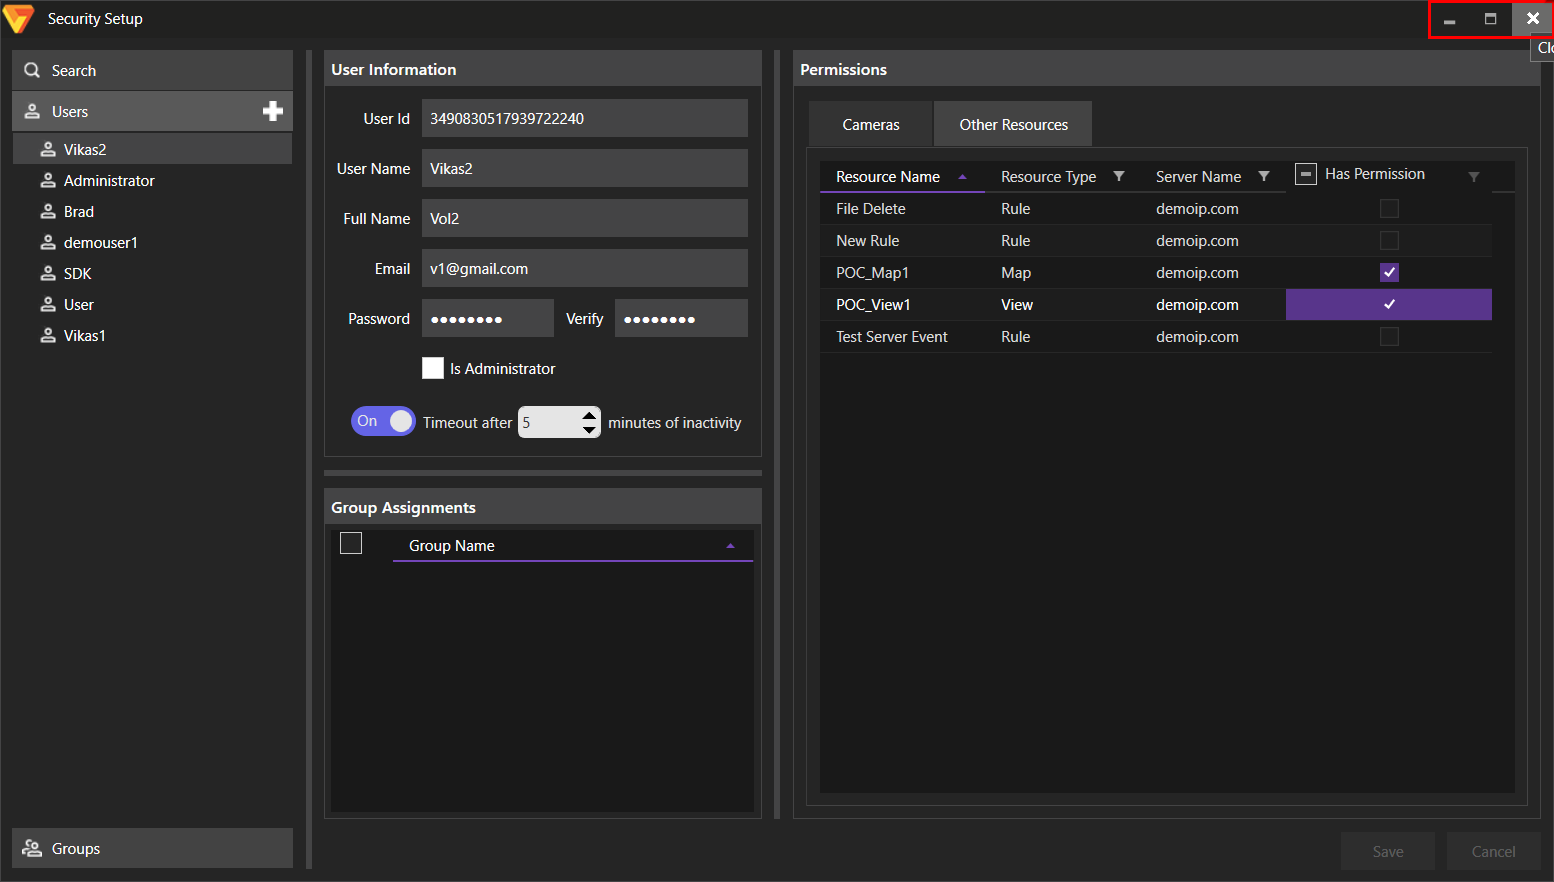 Security Setup
Clo
Search
Users
Vikas2
Administrator
Brad
demouser1
SDK
User
Vikas1
Groups
User Information
User Id 3490830517939722240
User Name Vikas2
Full Name Vol2
Email v1@gmail.com
Password ●●●●●●●● Verify ●●●●●●●●
Is Administrator
On Timeout after 5 minutes of inactivity
Group Assignments
Group Name
Permissions
Cameras Other Resources
Resource Name Resource Type Server Name Has Permission
File Delete Rule demoip.com
New Rule Rule demoip.com
POC_Map1 Map demoip.com
POC_View1 View demoip.com
Test Server Event Rule demoip.com
Save Cancel